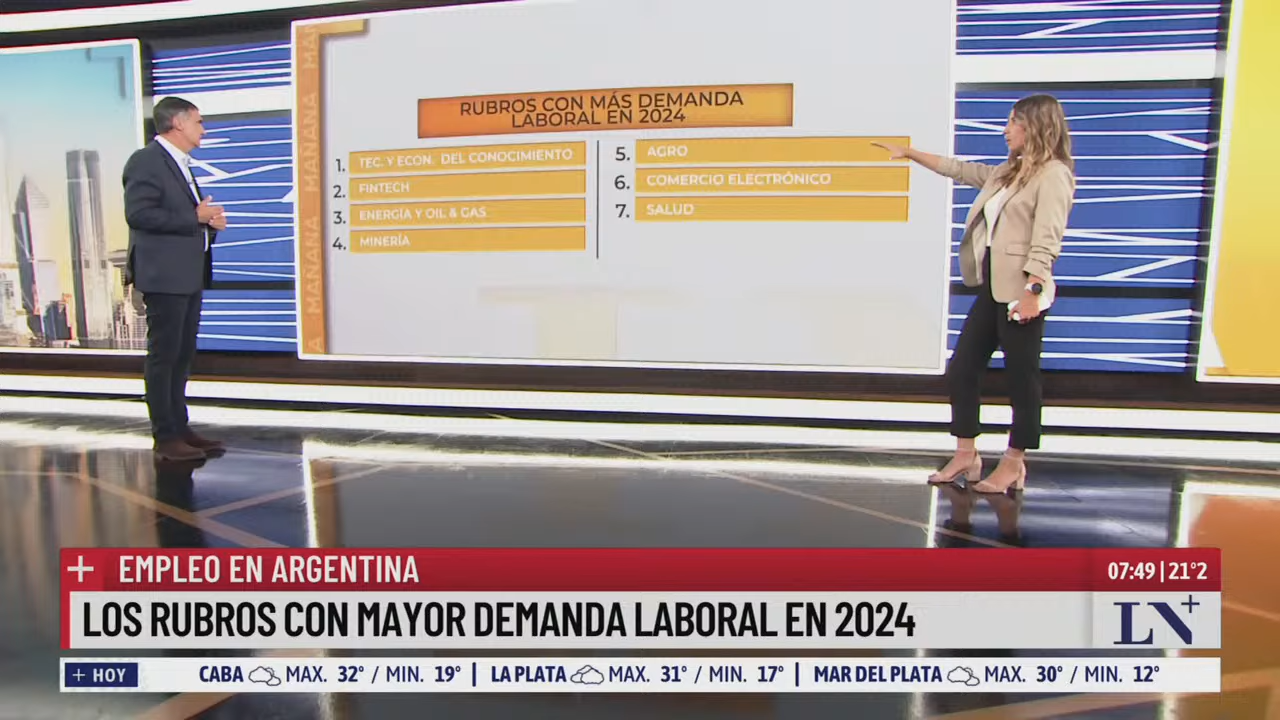 MAÑANA MAÑANA
RUBROS CON MÁS DEMANDA
LABORAL EN 2024
1. TEC. Y ECON. DEL CONOCIMIENTO
2. FINTECH
3. ENERGÍA Y OIL & GAS
4. MINERÍA
5. AGRO
6. COMERCIO ELECTRÓNICO
7. SALUD
+ EMPLEO EN ARGENTINA
07:49 | 21°2
LOS RUBROS CON MAYOR DEMANDA LABORAL EN 2024
LN+
+ HOY CABA MAX. 32° / MIN. 19° | LA PLATA MAX. 31° / MIN. 17° | MAR DEL PLATA MAX. 30° / MIN. 12°